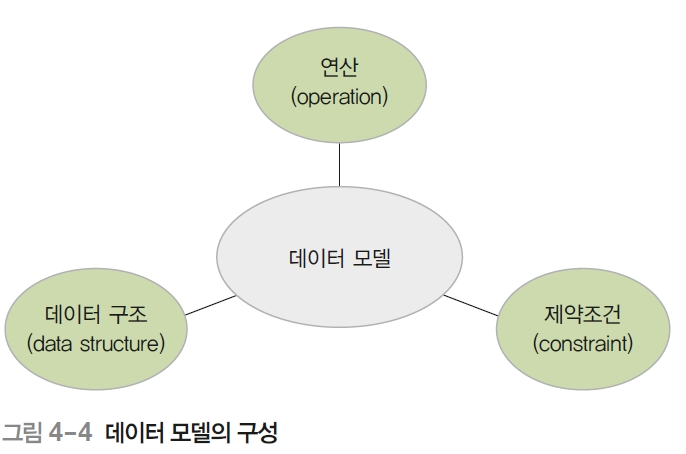 연산
(operation)
데이터 모델
데이터 구조
(data structure)
제약조건
(constraint)
그림 4-4 데이터 모델의 구성